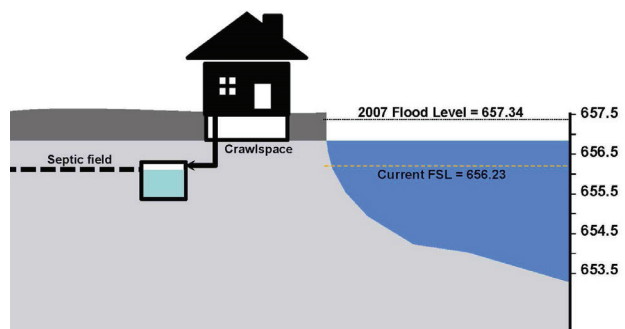 2007 Flood Level = 657.34
657.5
656.5
Septic field
Crawlspace
Current FSL = 656.23
655.5
654.5
653.5